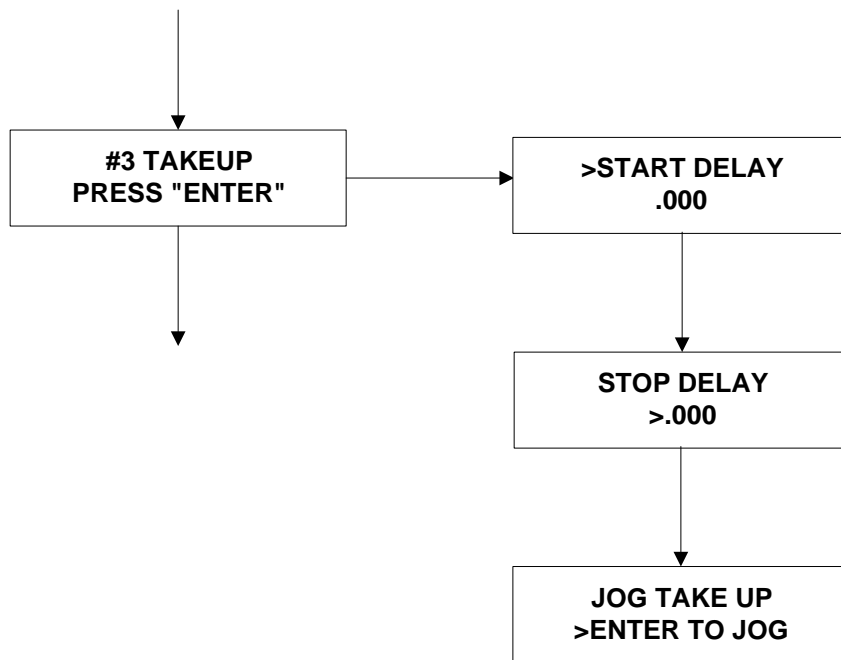 #3 TAKEUP
PRESS "ENTER"
>START DELAY
.000
STOP DELAY
>.000
JOG TAKE UP
>ENTER TO JOG